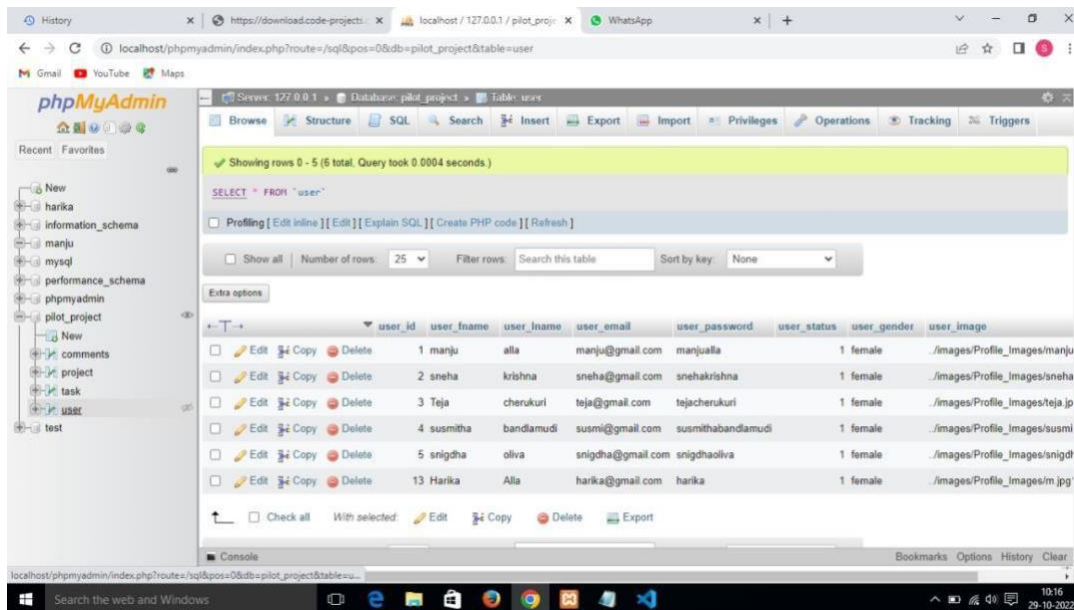 History https://download.code-projects. localhost / 127.0.0.1 / pilot_proje WhatsApp
localhost/phpmyadmin/index.php?route=/sql&pos=0&db=pilot_project&table=user
Gmail YouTube Maps
phpMyAdmin
Recent Favorites
New
harika
information_schema
manju
mysql
performance_schema
phpmyadmin
pilot_project
New
comments
project
task
user
test
Server: 127.0.0.1 » Database: pilot_project » Table: user
Browse Structure SQL Search Insert Export Import Privileges Operations Tracking Triggers
Showing rows 0 - 5 (6 total, Query took 0.0004 seconds.)
SELECT * FROM `user`
Profiling [ Edit inline ] [ Edit ] [ Explain SQL ] [ Create PHP code ] [ Refresh ]
Show all | Number of rows: 25 Filter rows: Search this table Sort by key: None
Extra options
←T→ user_id user_fname user_lname user_email user_password user_status user_gender user_image
Edit Copy Delete 1 manju alla manju@gmail.com manjualla 1 female ../images/Profile_Images/manju
Edit Copy Delete 2 sneha krishna sneha@gmail.com snehakrishna 1 female ../images/Profile_Images/sneha
Edit Copy Delete 3 Teja cherukuri teja@gmail.com tejacherukuri 1 female ../images/Profile_Images/teja.jp
Edit Copy Delete 4 susmitha bandlamudi susmi@gmail.com susmithabandlamudi 1 female ../images/Profile_Images/susmi
Edit Copy Delete 5 snigdha oliva snigdha@gmail.com snigdhaoliva 1 female ../images/Profile_Images/snigdh
Edit Copy Delete 13 Harika Alla harika@gmail.com harika 1 female ./images/Profile_Images/m.jpg
Check all With selected: Edit Copy Delete Export
Console Bookmarks Options History Clear
localhost/phpmyadmin/index.php?route=/sql&pos=0&db=pilot_project&table=u...
Search the web and Windows 10:16
29-10-2022